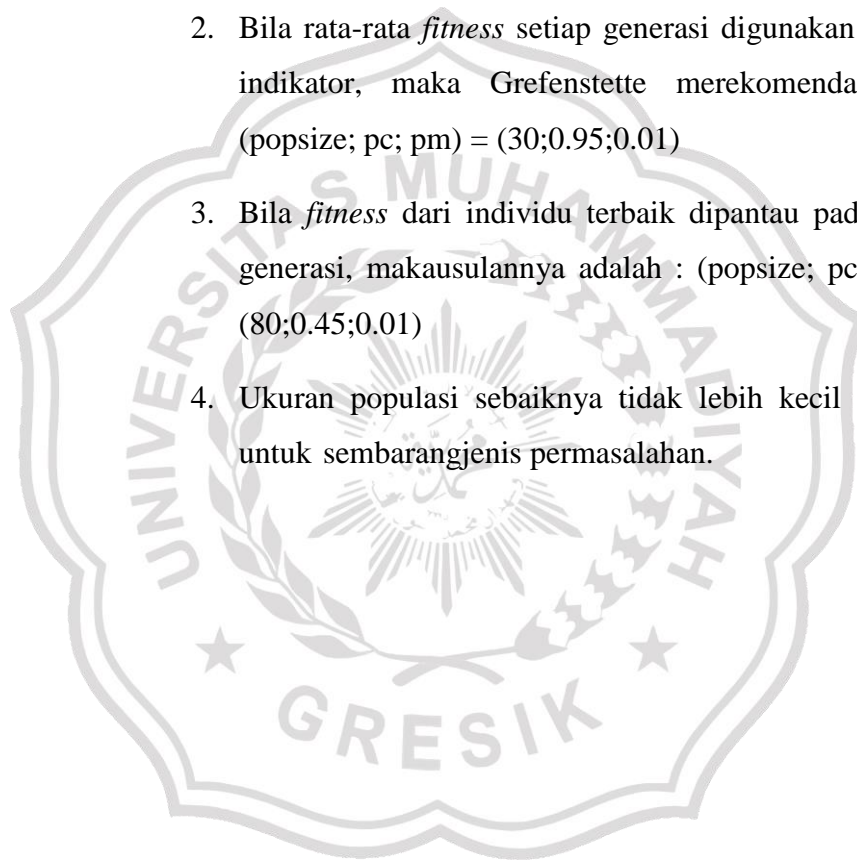 2. Bila rata-rata fitness setiap generasi digunakan
indikator, maka Grefenstette merekomenda
(popsize; pc; pm) = (30;0.95;0.01)
3. Bila fitness dari individu terbaik dipantau pad
generasi, makausulannya adalah : (popsize; pc
(80;0.45;0.01)
4. Ukuran populasi sebaiknya tidak lebih kecil
untuk sembarangjenis permasalahan.
UNIVERSITAS MUHAMMADIYAH
GRESIK